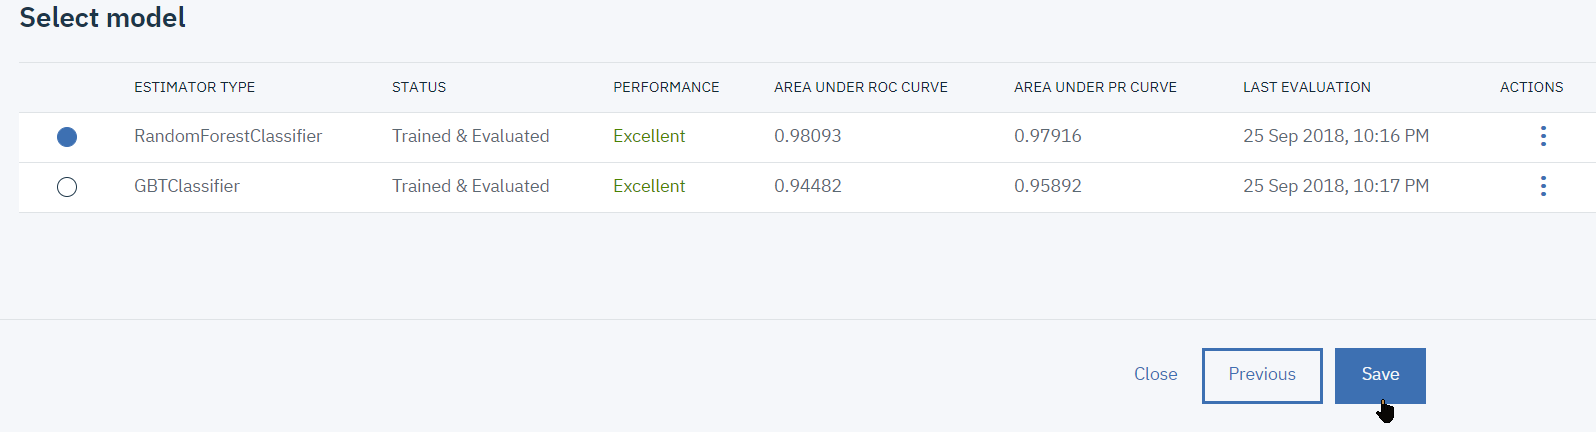 Select model
ESTIMATOR TYPE STATUS PERFORMANCE AREA UNDER ROC CURVE AREA UNDER PR CURVE LAST EVALUATION ACTIONS
RandomForestClassifier Trained & Evaluated Excellent 0.98093 0.97916 25 Sep 2018, 10:16 PM
GBTClassifier Trained & Evaluated Excellent 0.94482 0.95892 25 Sep 2018, 10:17 PM
Close Previous Save